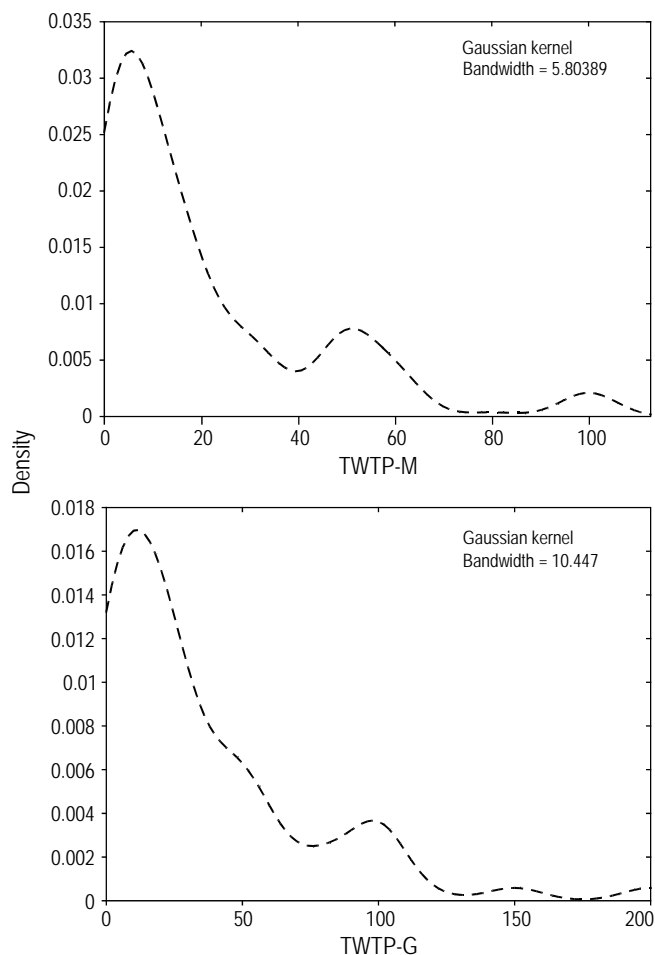 0.035
0.03
0.025
0.02
0.015
0.01
0.005
0
Gaussian kernel
Bandwidth = 5.80389
0 20 40 60 80 100
TWTP-M
Density
0.018
0.016
0.014
0.012
0.01
0.008
0.006
0.004
0.002
0
Gaussian kernel
Bandwidth = 10.447
0 50 100 150 200
TWTP-G